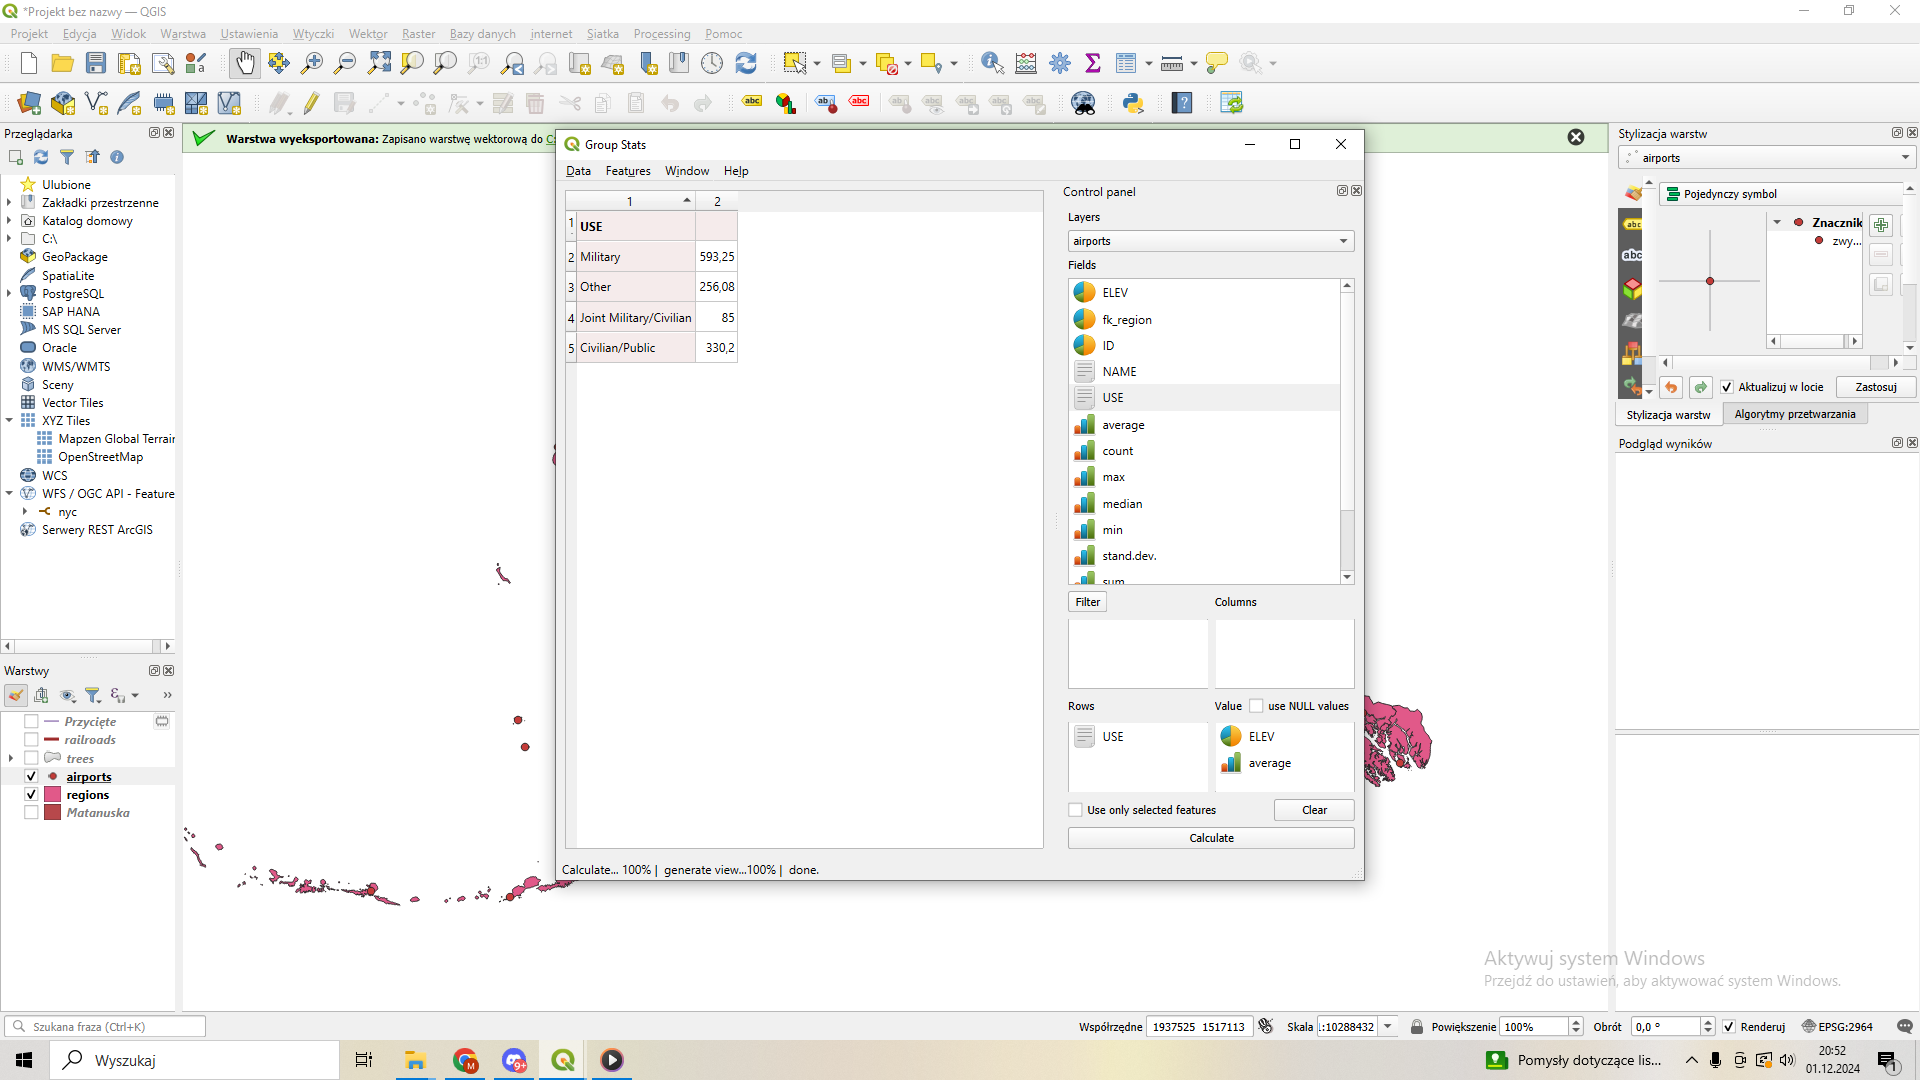 *Projekt bez nazwy — QGIS
Projekt Edycja Widok Warstwa Ustawienia Wtyczki Wektor Raster Bazy danych internet Siatka Processing Pomoc
Przeglądarka
Ulubione
Zakładki przestrzenne
Katalog domowy
C:\
GeoPackage
SpatiaLite
PostgreSQL
SAP HANA
MS SQL Server
Oracle
WMS/WMTS
Sceny
Vector Tiles
XYZ Tiles
Mapzen Global Terrain
OpenStreetMap
WCS
WFS / OGC API - Feature
nyc
Serwery REST ArcGIS
Warstwy
Przycięte
railroads
trees
airports
regions
Matanuska
Warstwa wyeksportowana: Zapisano warstwę wektorową do
Group Stats
Data Features Window Help
1 2
1 USE
2 Military 593,25
3 Other 256,08
4 Joint Military/Civilian 85
5 Civilian/Public 330,2
Control panel
Layers
airports
Fields
ELEV
fk_region
ID
NAME
USE
average
count
max
median
min
stand.dev.
sum
Filter Columns
Rows Value use NULL values
USE ELEV
average
Use only selected features Clear
Calculate
Calculate... 100% | generate view...100% | done.
Stylizacja warstw
airports
Pojedynczy symbol
Znacznik
zwy...
Aktualizuj w locie Zastosuj
Stylizacja warstw Algorytmy przetwarzania
Podgląd wyników
Aktywuj system Windows
Przejdź do ustawień, aby aktywować system Windows.
Szukana fraza (Ctrl+K) Współrzędne 1937525 1517113 Skala 1:10288432 Powiększenie 100% Obrót 0,0 ° Renderuj EPSG:2964
Wyszukaj 9+ Pomysły dotyczące lis... 20:52
01.12.2024 1